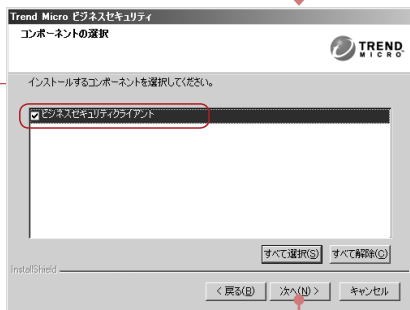 Trend Micro ビジネスセキュリティ
コンポーネントの選択
TREND
MICRO
インストールするコンポーネントを選択してください。
ビジネスセキュリティクライアント
すべて選択(S)
すべて解除(C)
InstallShield
< 戻る(B)
次へ(N) >
キャンセル